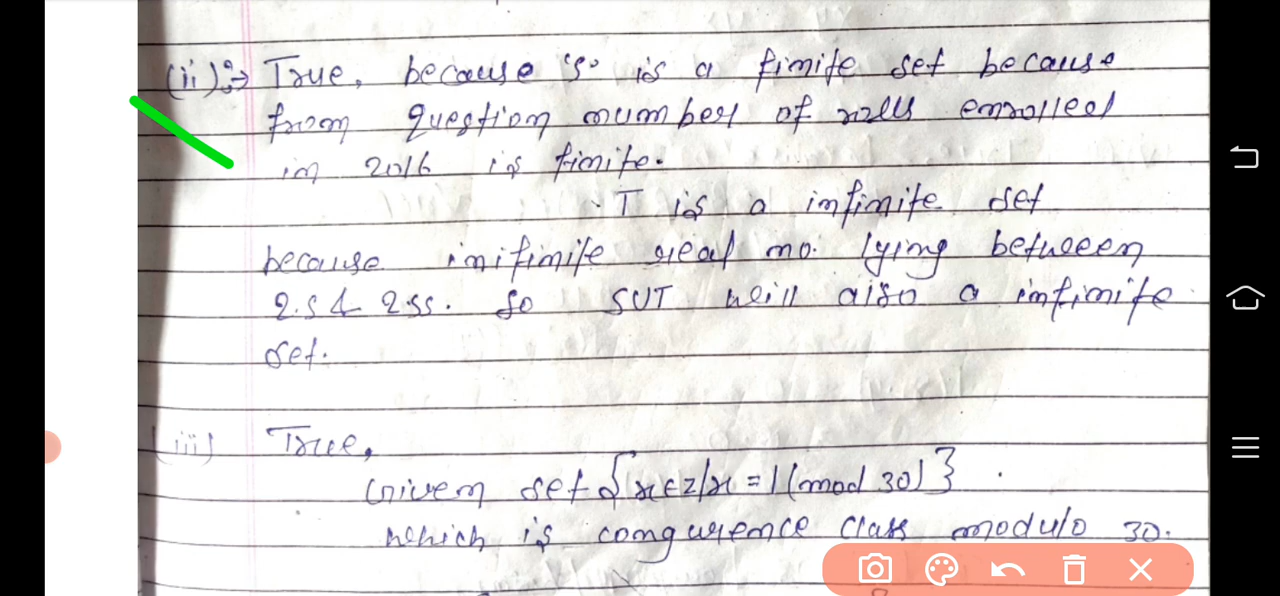 (ii) :→ True, because 's' is a finite set because
from question number of rolls enrolled
in 2016 is finite.
T is a infinite set
because inifinite real no. lying between
2.5 & 2.55. So SUT will also a infinite
set.
(iii) True,
Given set {x∈z/x = 1(mod 30)}.
which is congurence class modulo 30.